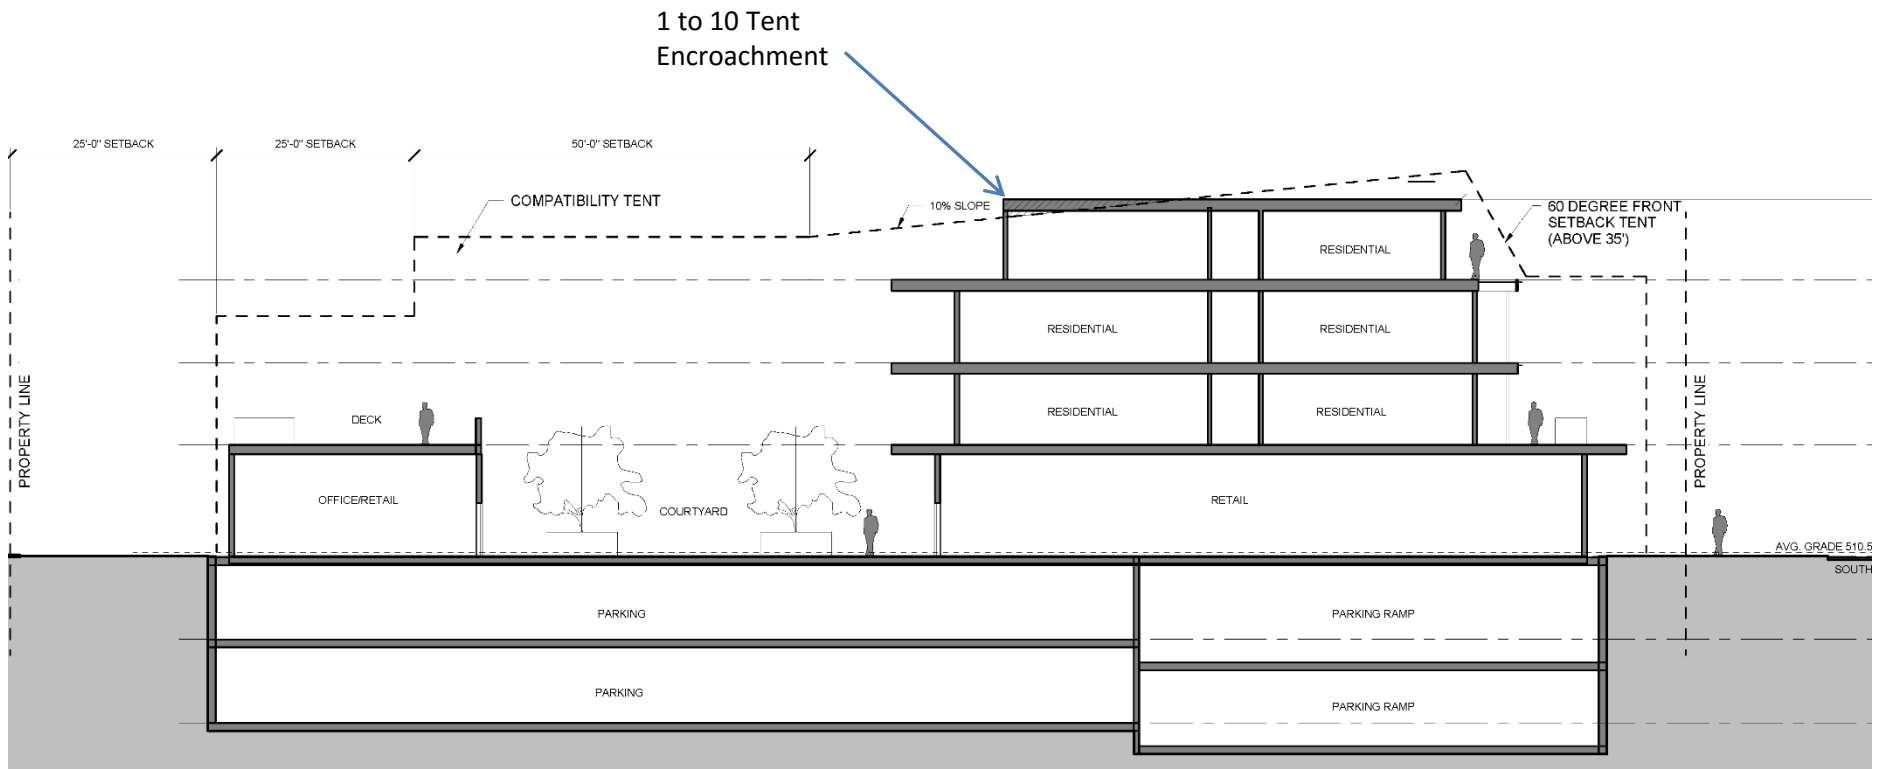 1 to 10 Tent
Encroachment
25'-0" SETBACK
25'-0" SETBACK
50'-0" SETBACK
COMPATIBILITY TENT
10% SLOPE
60 DEGREE FRONT
SETBACK TENT
(ABOVE 35')
RESIDENTIAL
RESIDENTIAL
RESIDENTIAL
PROPERTY LINE
PROPERTY LINE
DECK
RESIDENTIAL
RESIDENTIAL
OFFICE/RETAIL
COURTYARD
RETAIL
AVG. GRADE 510.5
SOUTH
PARKING
PARKING RAMP
PARKING
PARKING RAMP